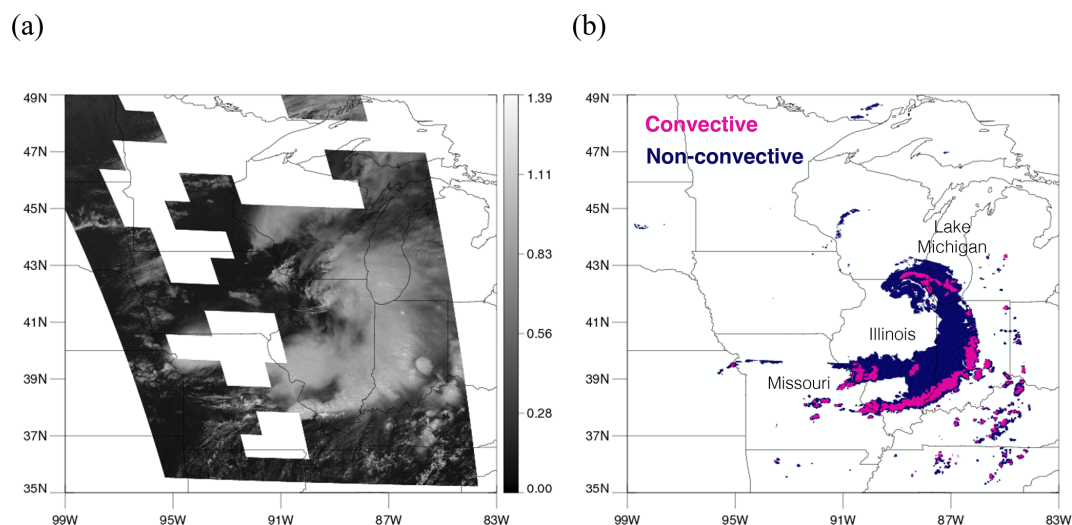 (a)
(b)
49N
47N
45N
43N
41N
39N
37N
35N
99W
95W
91W
87W
83W
1.39
1.11
0.83
0.56
0.28
0.00
49N
47N
45N
43N
41N
39N
37N
35N
99W
95W
91W
87W
83W
Convective
Non-convective
Lake
Michigan
Illinois
Missouri